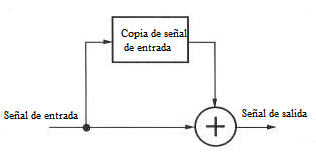 Copia de señal
de entrada
Señal de entrada
Señal de salida
+